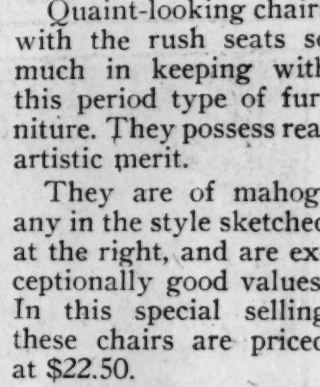 Quaint-looking chair
with the rush seats s
much in keeping with
this period type of fur
niture. They possess rea
artistic merit.
They are of mahog
any in the style sketched
at the right, and are ex
ceptionally good values
In this special selling
these chairs are priced
at $22.50.